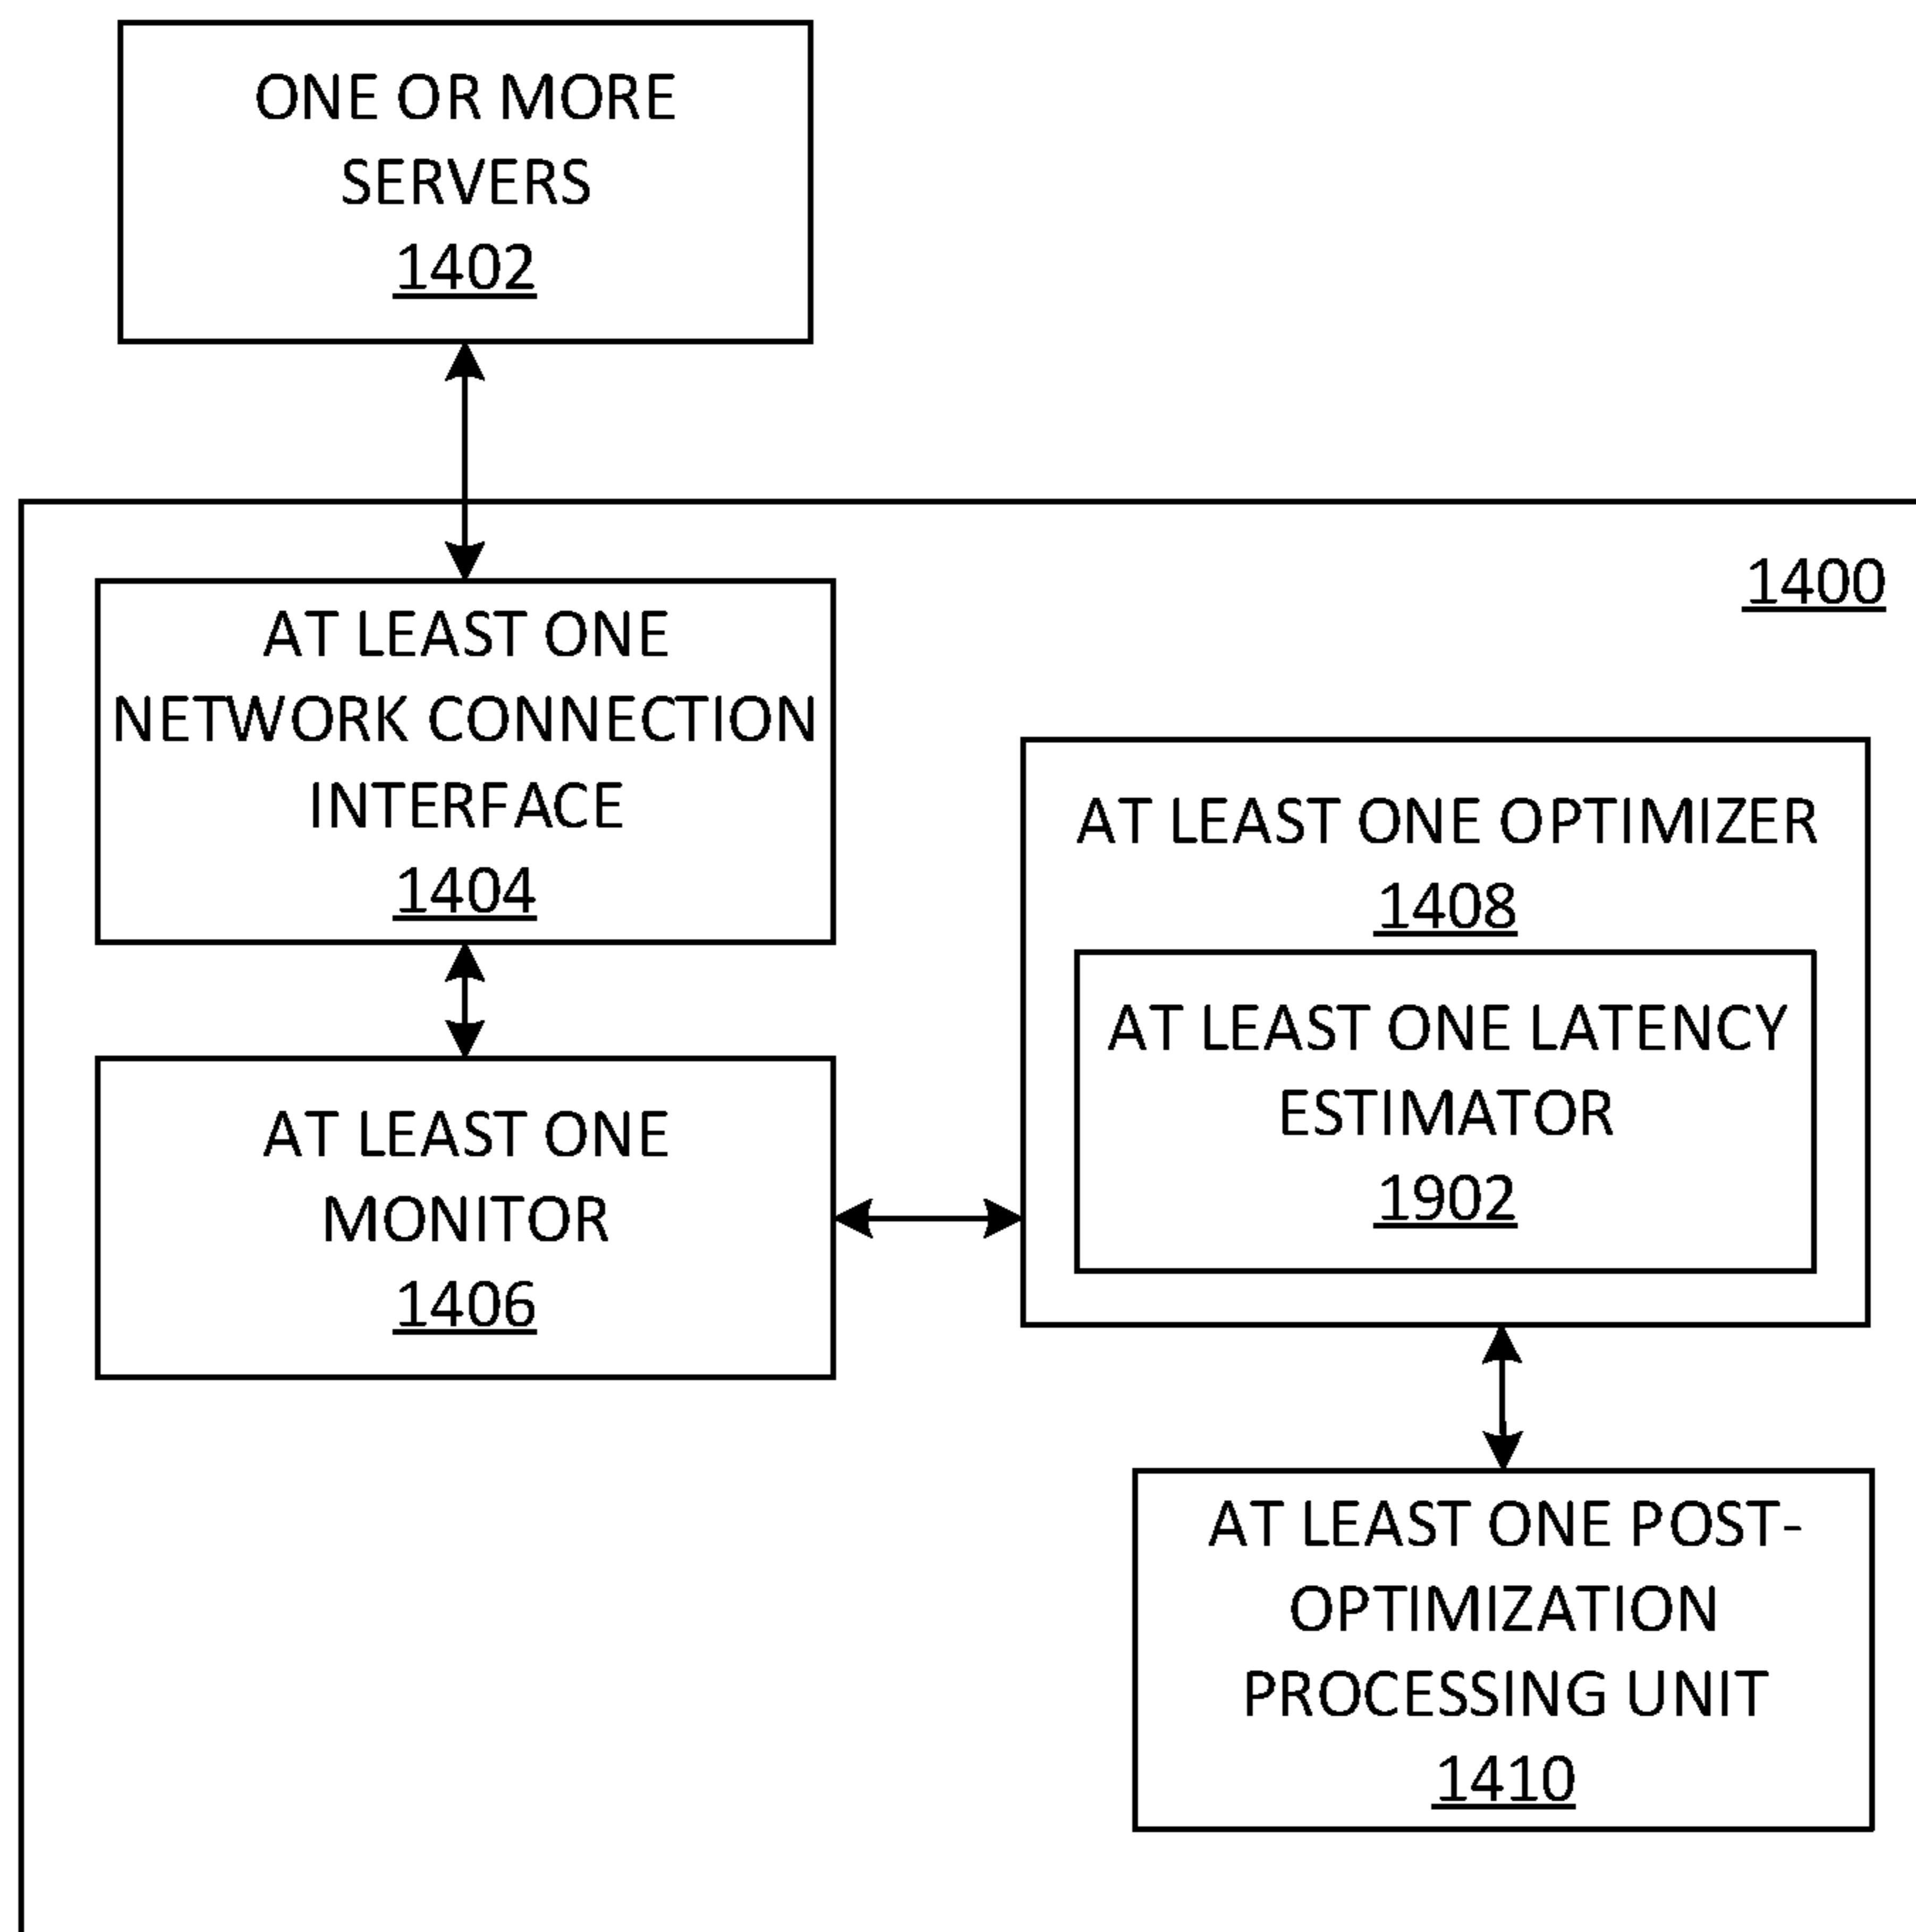 ONE OR MORE
SERVERS
1402
1400
AT LEAST ONE
NETWORK CONNECTION
INTERFACE
1404
AT LEAST ONE OPTIMIZER
1408
AT LEAST ONE LATENCY
ESTIMATOR
1902
AT LEAST ONE
MONITOR
1406
AT LEAST ONE POST-
OPTIMIZATION
PROCESSING UNIT
1410